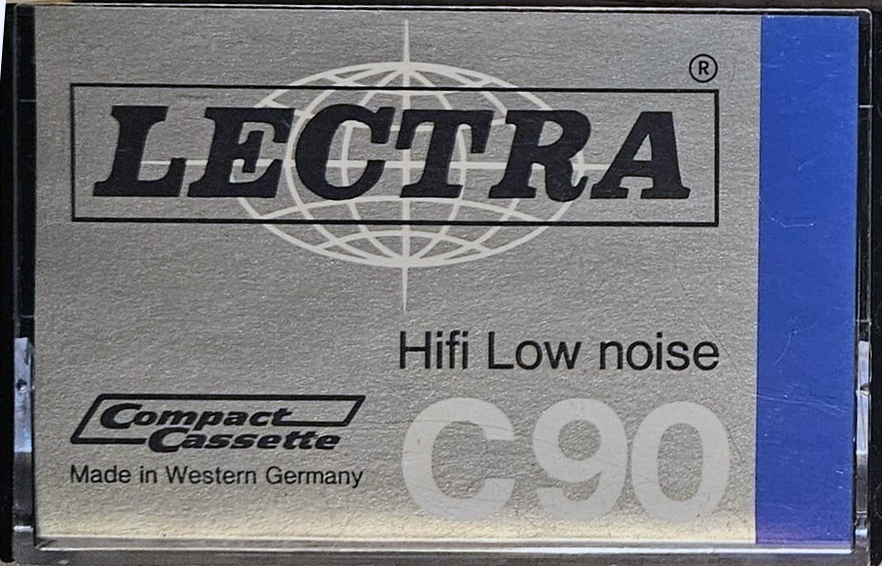 LECTRA ®
Hifi Low noise
Compact
Cassette
Made in Western Germany
C90